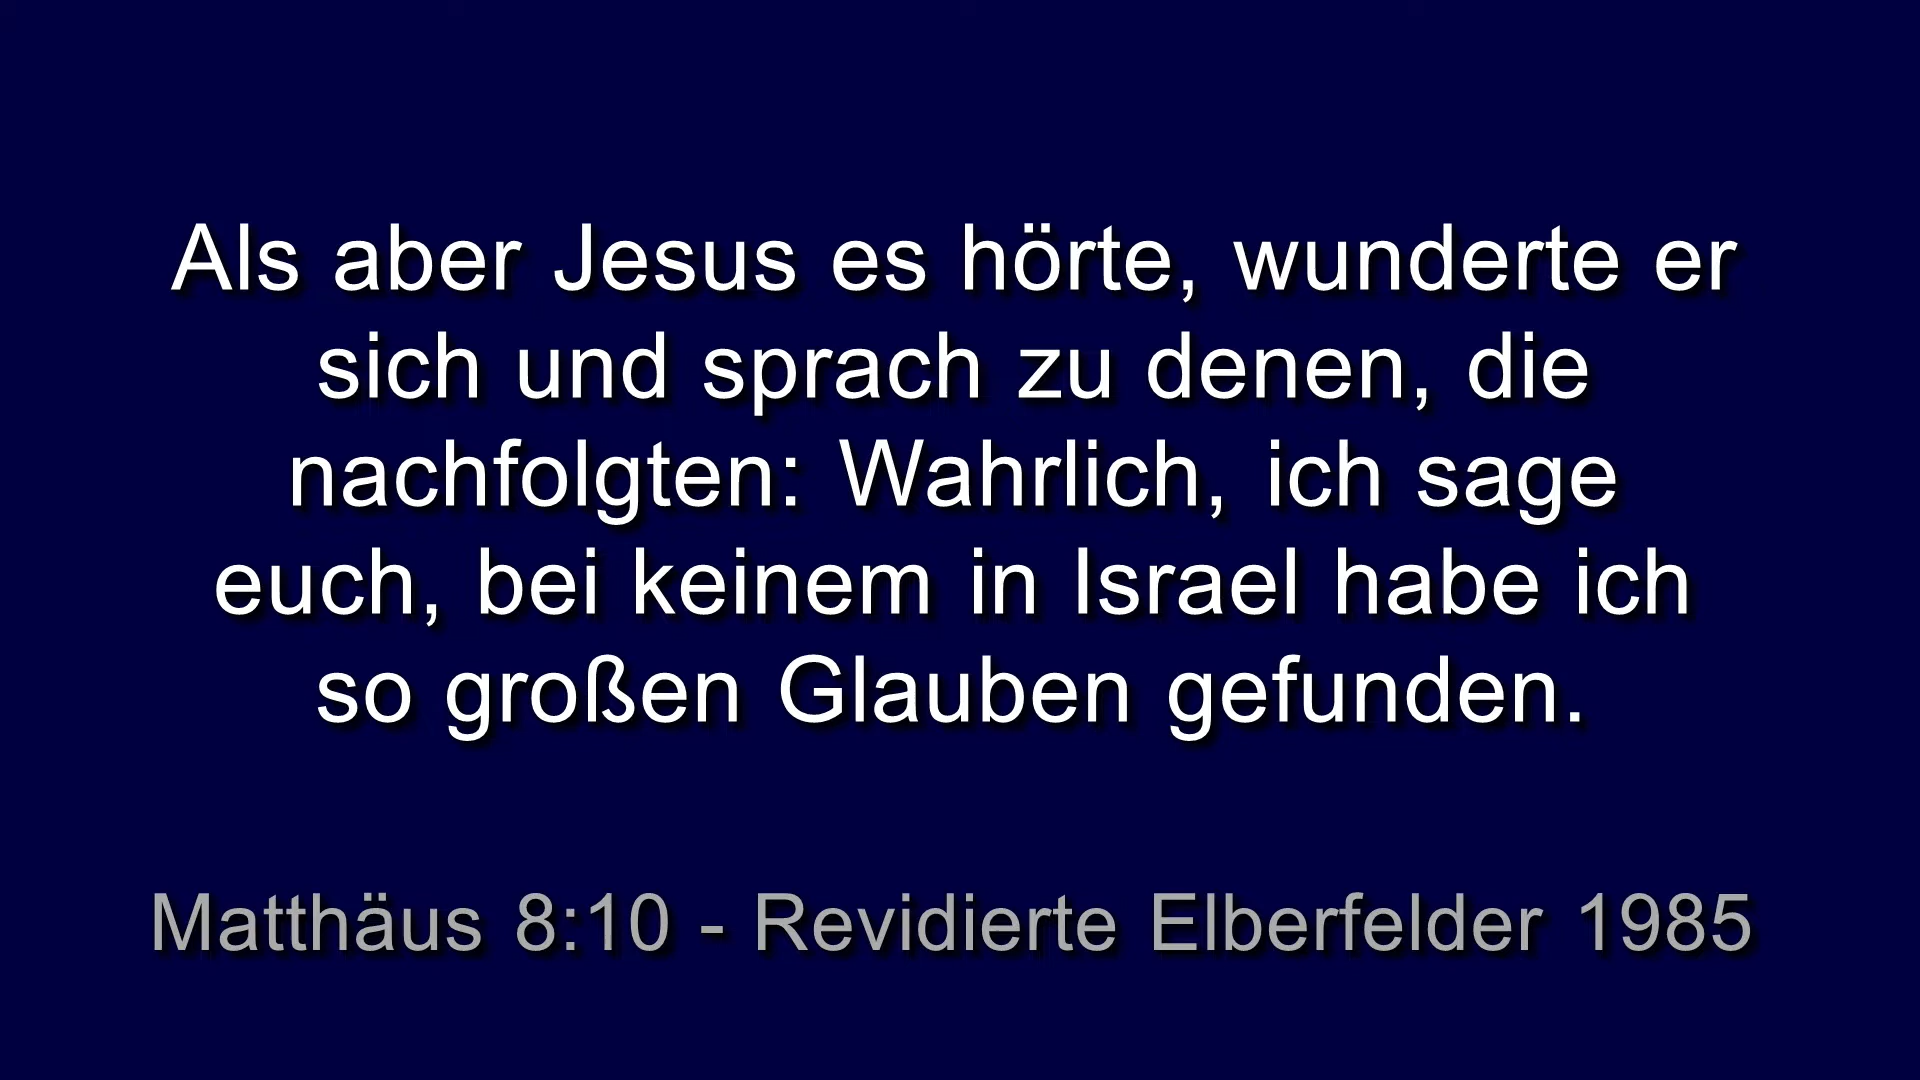 Als aber Jesus es hörte, wunderte er
sich und sprach zu denen, die
nachfolgten: Wahrlich, ich sage
euch, bei keinem in Israel habe ich
so großen Glauben gefunden.
Matthäus 8:10 - Revidierte Elberfelder 1985